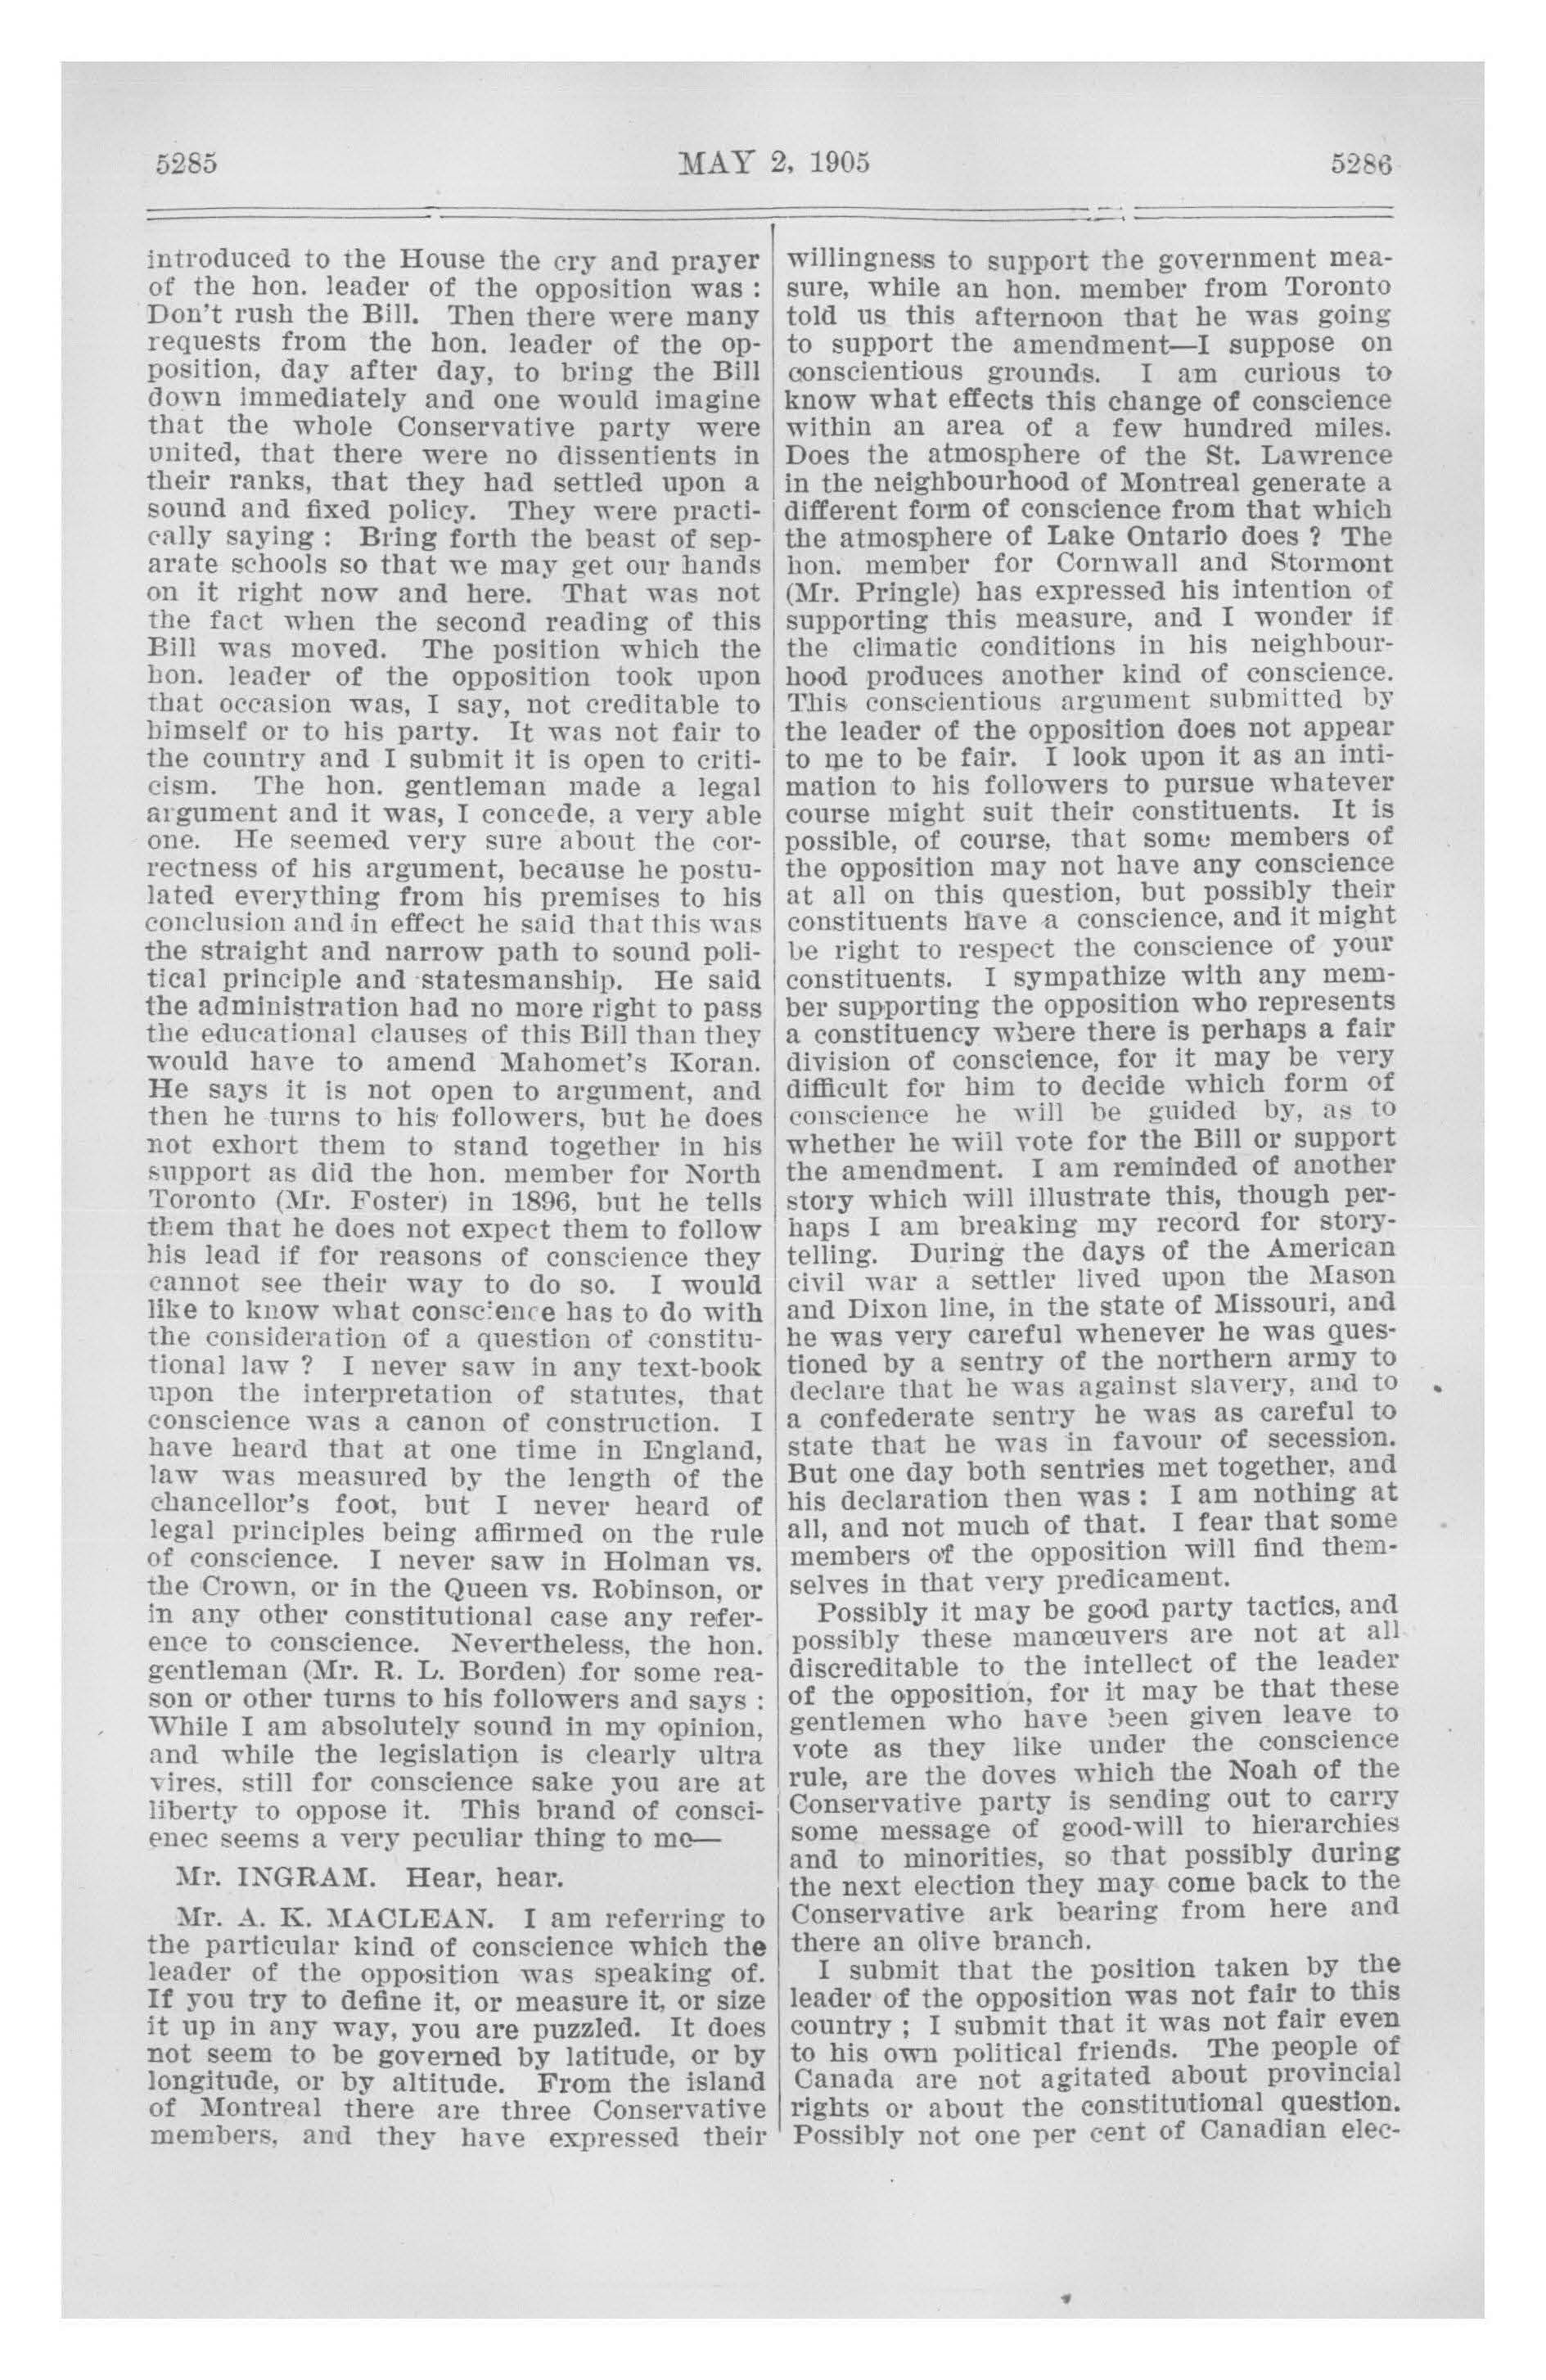 5285
MAY 2, 1905
5286
introduced to the House the cry and prayer
of the hon. leader of the opposition was :
Don't rush the Bill. Then there were many
requests from the hon. leader of the op-
position, day after day, to bring the Bill
down immediately and one would imagine
that the whole Conservative party were
united, that there were no dissentients in
their ranks, that they had settled upon a
sound and fixed policy. They were practi-
cally saying : Bring forth the beast of sep-
arate schools so that we may get our hands
on it right now and here. That was not
the fact when the second reading of this
Bill was moved. The position which the
hon. leader of the opposition took upon
that occasion was, I say, not creditable to
himself or to his party. It was not fair to
the country and I submit it is open to criti-
cism. The hon. gentleman made a legal
argument and it was, I concede, a very able
one. He seemed very sure about the cor-
rectness of his argument, because he postu-
lated everything from his premises to his
conclusion and in effect he said that this was
the straight and narrow path to sound poli-
tical principle and statesmanship. He said
the administration had no more right to pass
the educational clauses of this Bill than they
would have to amend Mahomet's Koran.
He says it is not open to argument, and
then he turns to his followers, but he does
not exhort them to stand together in his
support as did the hon. member for North
Toronto (Mr. Foster) in 1896, but he tells
them that he does not expect them to follow
his lead if for reasons of conscience they
cannot see their way to do so. I would
like to know what conscience has to do with
the consideration of a question of constitu-
tional law ? I never saw in any text-book
upon the interpretation of statutes, that
conscience was a canon of construction. I
have heard that at one time in England,
law was measured by the length of the
chancellor's foot, but I never heard of
legal principles being affirmed on the rule
of conscience. I never saw in Holman vs.
the Crown, or in the Queen vs. Robinson, or
in any other constitutional case any refer-
ence to conscience. Nevertheless, the hon.
gentleman (Mr. R. L. Borden) for some rea-
son or other turns to his followers and says :
While I am absolutely sound in my opinion,
and while the legislation is clearly ultra
vires, still for conscience sake you are at
liberty to oppose it. This brand of consci-
enec seems a very peculiar thing to me—
Mr. INGRAM. Hear, hear.
Mr. A. K. MACLEAN. I am referring to
the particular kind of conscience which the
leader of the opposition was speaking of.
If you try to define it, or measure it, or size
it up in any way, you are puzzled. It does
not seem to be governed by latitude, or by
longitude, or by altitude. From the island
of Montreal there are three Conservative
members, and they have expressed their
willingness to support the government mea-
sure, while an hon. member from Toronto
told us this afternoon that he was going
to support the amendment—I suppose on
conscientious grounds. I am curious to
know what effects this change of conscience
within an area of a few hundred miles.
Does the atmosphere of the St. Lawrence
in the neighbourhood of Montreal generate a
different form of conscience from that which
the atmosphere of Lake Ontario does ? The
hon. member for Cornwall and Stormont
(Mr. Pringle) has expressed his intention of
supporting this measure, and I wonder if
the climatic conditions in his neighbour-
hood produces another kind of conscience.
This conscientious argument submitted by
the leader of the opposition does not appear
to me to be fair. I look upon it as an inti-
mation to his followers to pursue whatever
course might suit their constituents. It is
possible, of course, that some members of
the opposition may not have any conscience
at all on this question, but possibly their
constituents have a conscience, and it might
be right to respect the conscience of your
constituents. I sympathize with any mem-
ber supporting the opposition who represents
a constituency where there is perhaps a fair
division of conscience, for it may be very
difficult for him to decide which form of
conscience he will be guided by, as to
whether he will vote for the Bill or support
the amendment. I am reminded of another
story which will illustrate this, though per-
haps I am breaking my record for story-
telling. During the days of the American
civil war a settler lived upon the Mason
and Dixon line, in the state of Missouri, and
he was very careful whenever he was ques-
tioned by a sentry of the northern army to
declare that he was against slavery, and to
a confederate sentry he was as careful to
state that he was in favour of secession.
But one day both sentries met together, and
his declaration then was : I am nothing at
all, and not much of that. I fear that some
members of the opposition will find them-
selves in that very predicament.
Possibly it may be good party tactics, and
possibly these manœuvers are not at all
discreditable to the intellect of the leader
of the opposition, for it may be that these
gentlemen who have been given leave to
vote as they like under the conscience
rule, are the doves which the Noah of the
Conservative party is sending out to carry
some message of good-will to hierarchies
and to minorities, so that possibly during
the next election they may come back to the
Conservative ark bearing from here and
there an olive branch.
I submit that the position taken by the
leader of the opposition was not fair to this
country ; I submit that it was not fair even
to his own political friends. The people of
Canada are not agitated about provincial
rights or about the constitutional question.
Possibly not one per cent of Canadian elec-